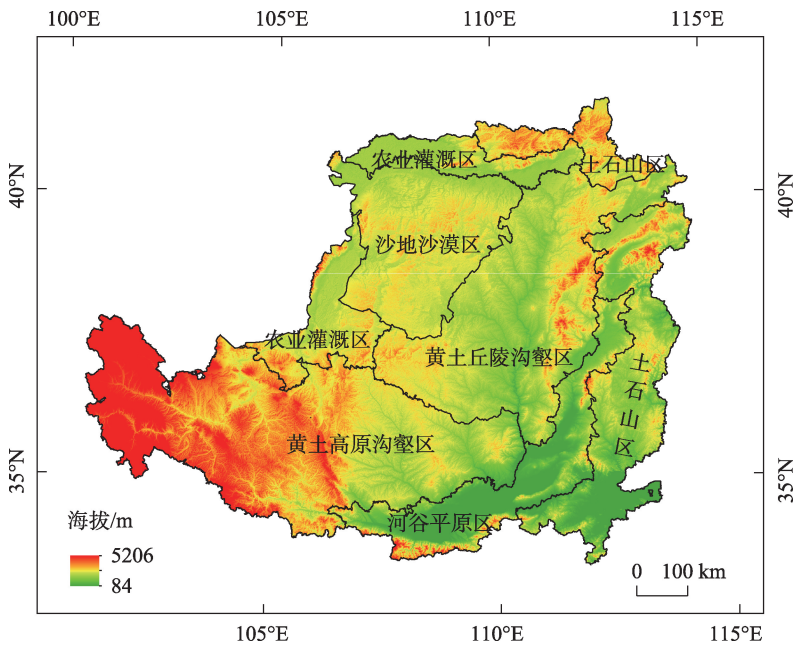 100°E
105°E
110°E
115°E
40°N
40°N
农业灌溉区
土石山区
沙地沙漠区
农业灌溉区
黄土丘陵沟壑区
土石山区
黄土高原沟壑区
35°N
35°N
河谷平原区
海拔/m
5206
84
0 100 km
105°E
110°E
115°E